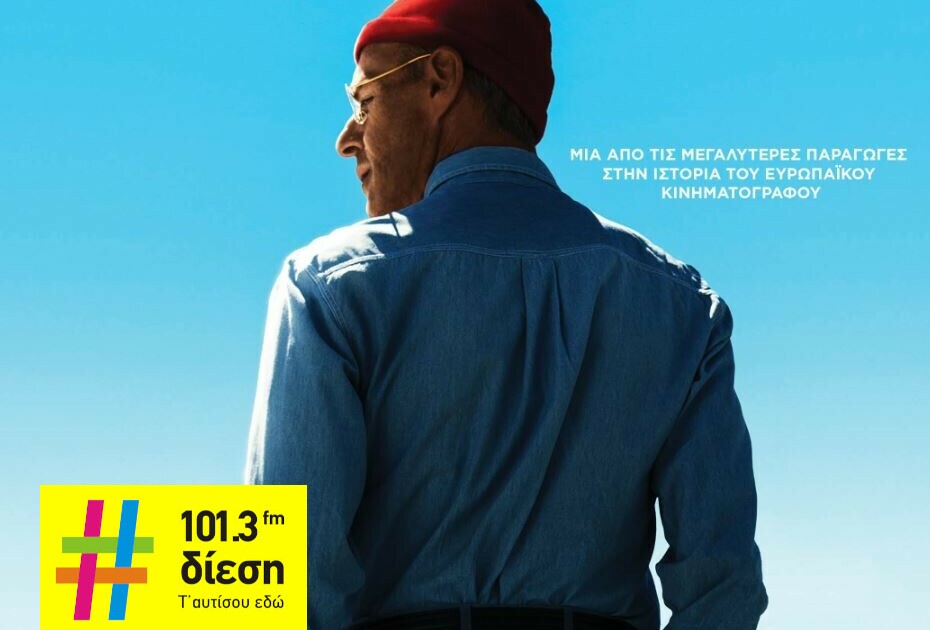 ΜΙΑ ΑΠΟ ΤΙΣ ΜΕΓΑΛΥΤΕΡΕΣ ΠΑΡΑΓΩΓΕΣ
ΣΤΗΝ ΙΣΤΟΡΙΑ ΤΟΥ ΕΥΡΩΠΑΪΚΟΥ
ΚΙΝΗΜΑΤΟΓΡΑΦΟΥ
101.3 fm
δίεση
Τ'αυτίσου εδώ